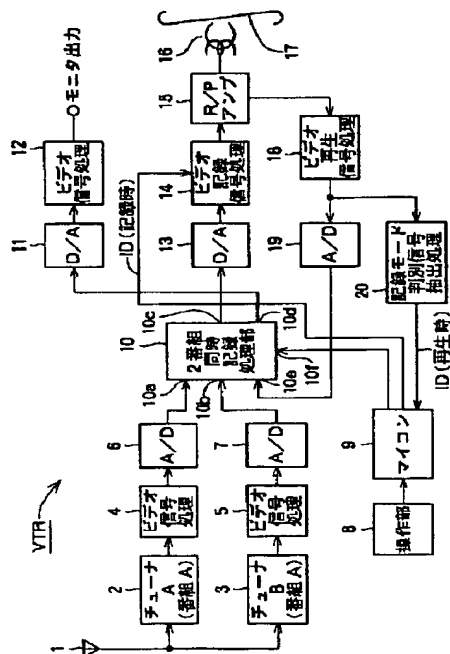 VTR
1
2
チューナ
A
(番組A)
3
チューナ
B
(番組A)
4
ビデオ
信号
処理
5
ビデオ
信号
処理
6
A/D
7
A/D
8
操作部
9
マイコン
10
2番組
同時
記録
処理部
10a
10b
10c
10d
10e
10f
11
D/A
12
ビデオ
信号処理
モニタ出力
ID(記録時)
13
D/A
14
ビデオ
記録
信号処理
15
R/P
アンプ
16
17
18
ビデオ
再生
信号処理
19
A/D
20
記録モード
判別信号
抽出処理
ID(再生時)